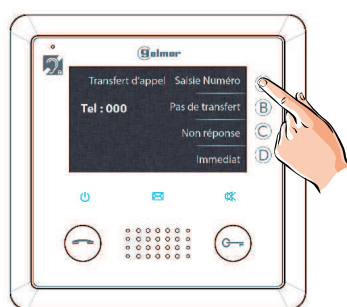 Golmar
Transfert d'appel Saisie Numéro
Tel : 000 Pas de transfert
B
Non réponse
C
Immediat
D